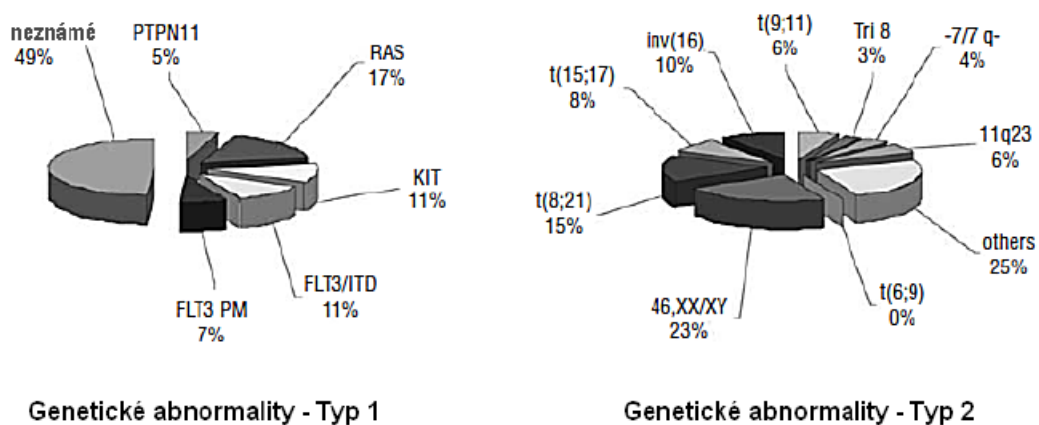 neznámé
49%
PTPN11
5%
RAS
17%
KIT
11%
FLT3/ITD
11%
FLT3 PM
7%
Genetické abnormality - Typ 1
t(9;11)
6%
Tri 8
3%
-7/7 q-
4%
11q23
6%
others
25%
t(6;9)
0%
46,XX/XY
23%
t(8;21)
15%
t(15;17)
8%
inv(16)
10%
Genetické abnormality - Typ 2